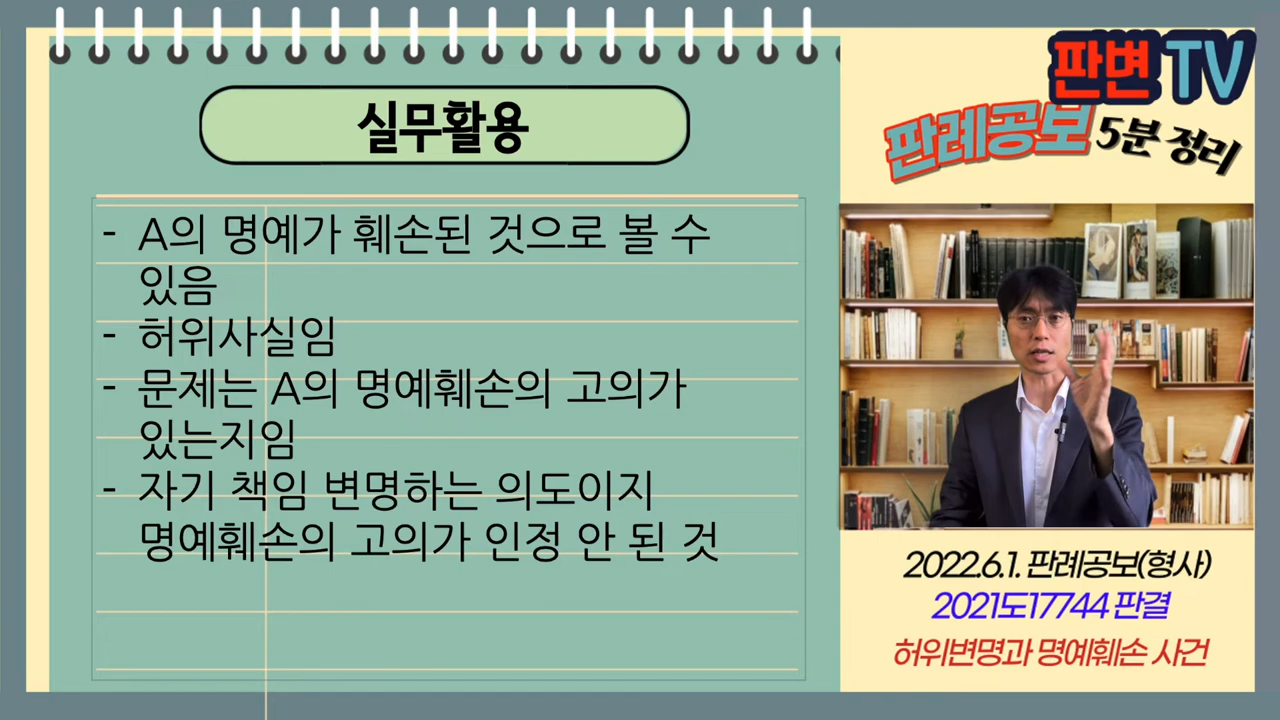 실무활용
- A의 명예가 훼손된 것으로 볼 수
있음
- 허위사실임
- 문제는 A의 명예훼손의 고의가
있는지임
- 자기 책임 변명하는 의도이지
명예훼손의 고의가 인정 안 된 것
판변 TV
판례공보 5분 정리
2022.6.1. 판례공보(형사)
2021도17744 판결
허위변명과 명예훼손 사건